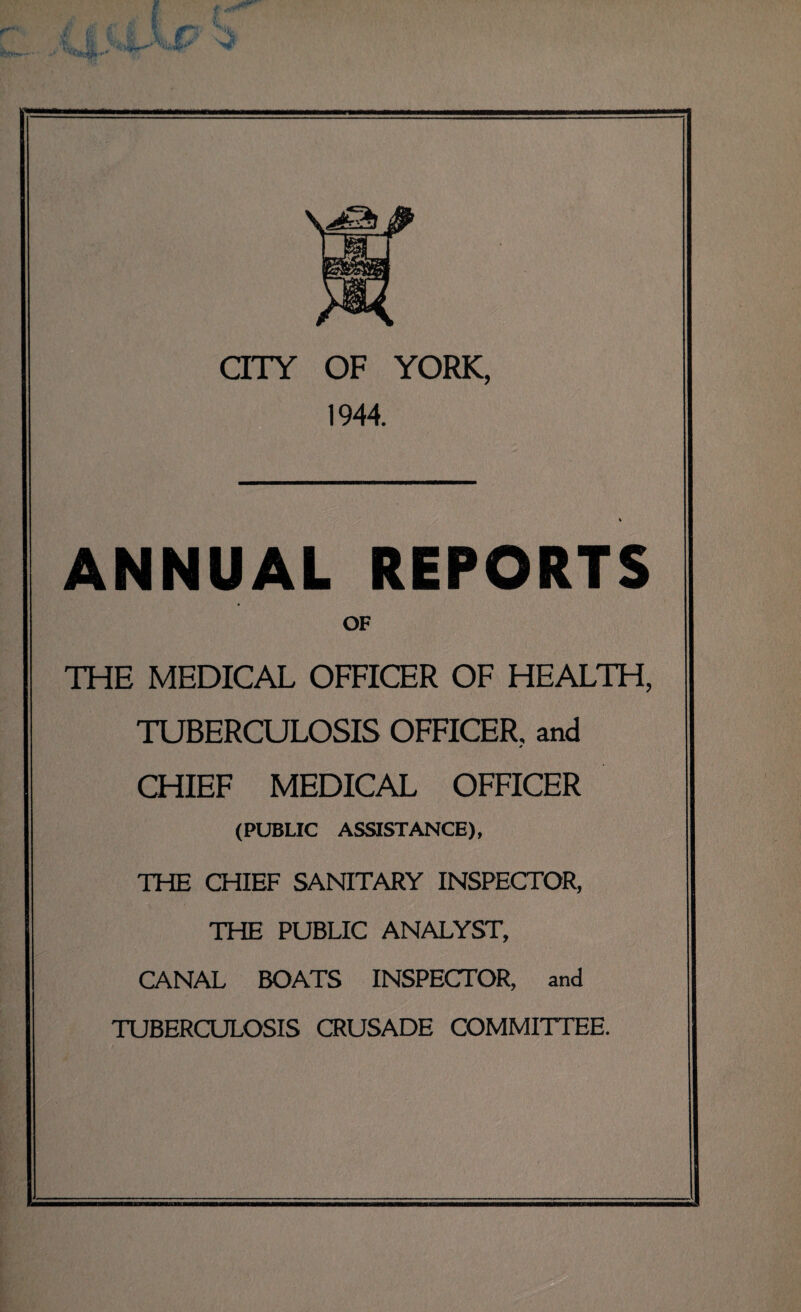 CITY OF YORK,
1944.
ANNUAL REPORTS
OF
THE MEDICAL OFFICER OF HEALTH,
TUBERCULOSIS OFFICER, and
CHIEF MEDICAL OFFICER
(PUBLIC ASSISTANCE),
THE CHIEF SANITARY INSPECTOR,
THE PUBLIC ANALYST,
CANAL BOATS INSPECTOR, and
TUBERCULOSIS CRUSADE COMMITTEE.